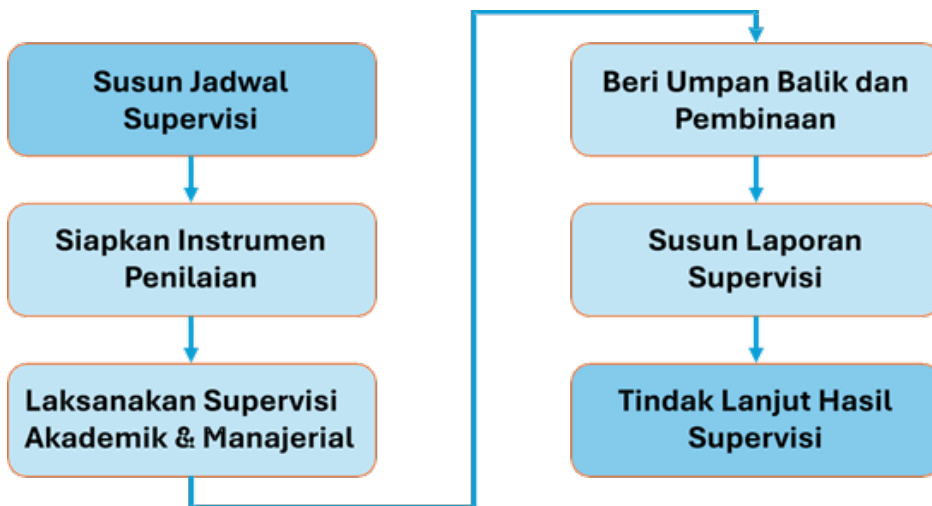 Susun Jadwal
Supervisi
Siapkan Instrumen
Penilaian
Laksanakan Supervisi
Akademik & Manajerial
Beri Umpan Balik dan
Pembinaan
Susun Laporan
Supervisi
Tindak Lanjut Hasil
Supervisi